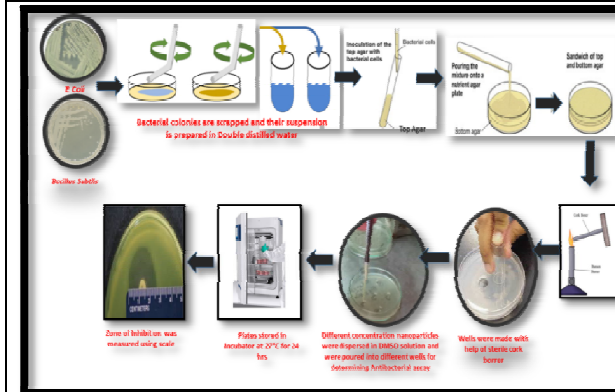 E Coli
Bacillus Subtlis
Bacterial colonies are scrapped and their suspension
is prepared in Double distilled water
Inoculation of the
top agar with
bacterial cells
Bacterial cells
Top Agar
Pouring the
mixture onto a
nutrient agar
plate
Bottom agar
Sandwich of top
and bottom agar
Wells were made with
help of sterile cork
borror
Different concentration nanoparticles
were dispersed in DMSO solution and
were poured into different wells for
determining Antibacterial assay
Plates stored in
Incubator at 27°C for 24
hrs
Zone of Inhibition was
measured using scale
CENTIMETERS